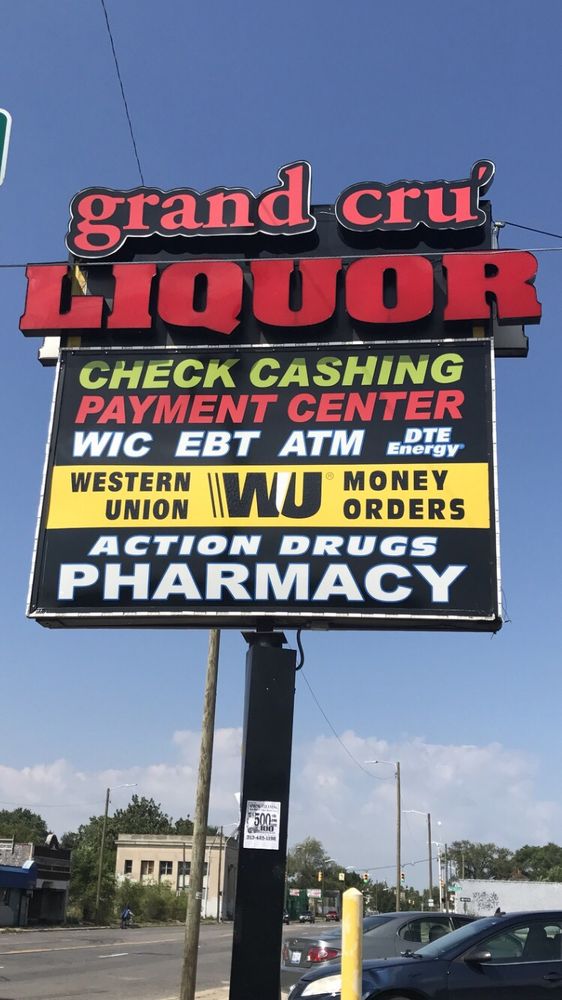 grand cru'
LIQUOR
CHECK CASHING
PAYMENT CENTER
WIC EBT ATM DTE Energy
WESTERN UNION WU® MONEY ORDERS
ACTION DRUGS
PHARMACY
500